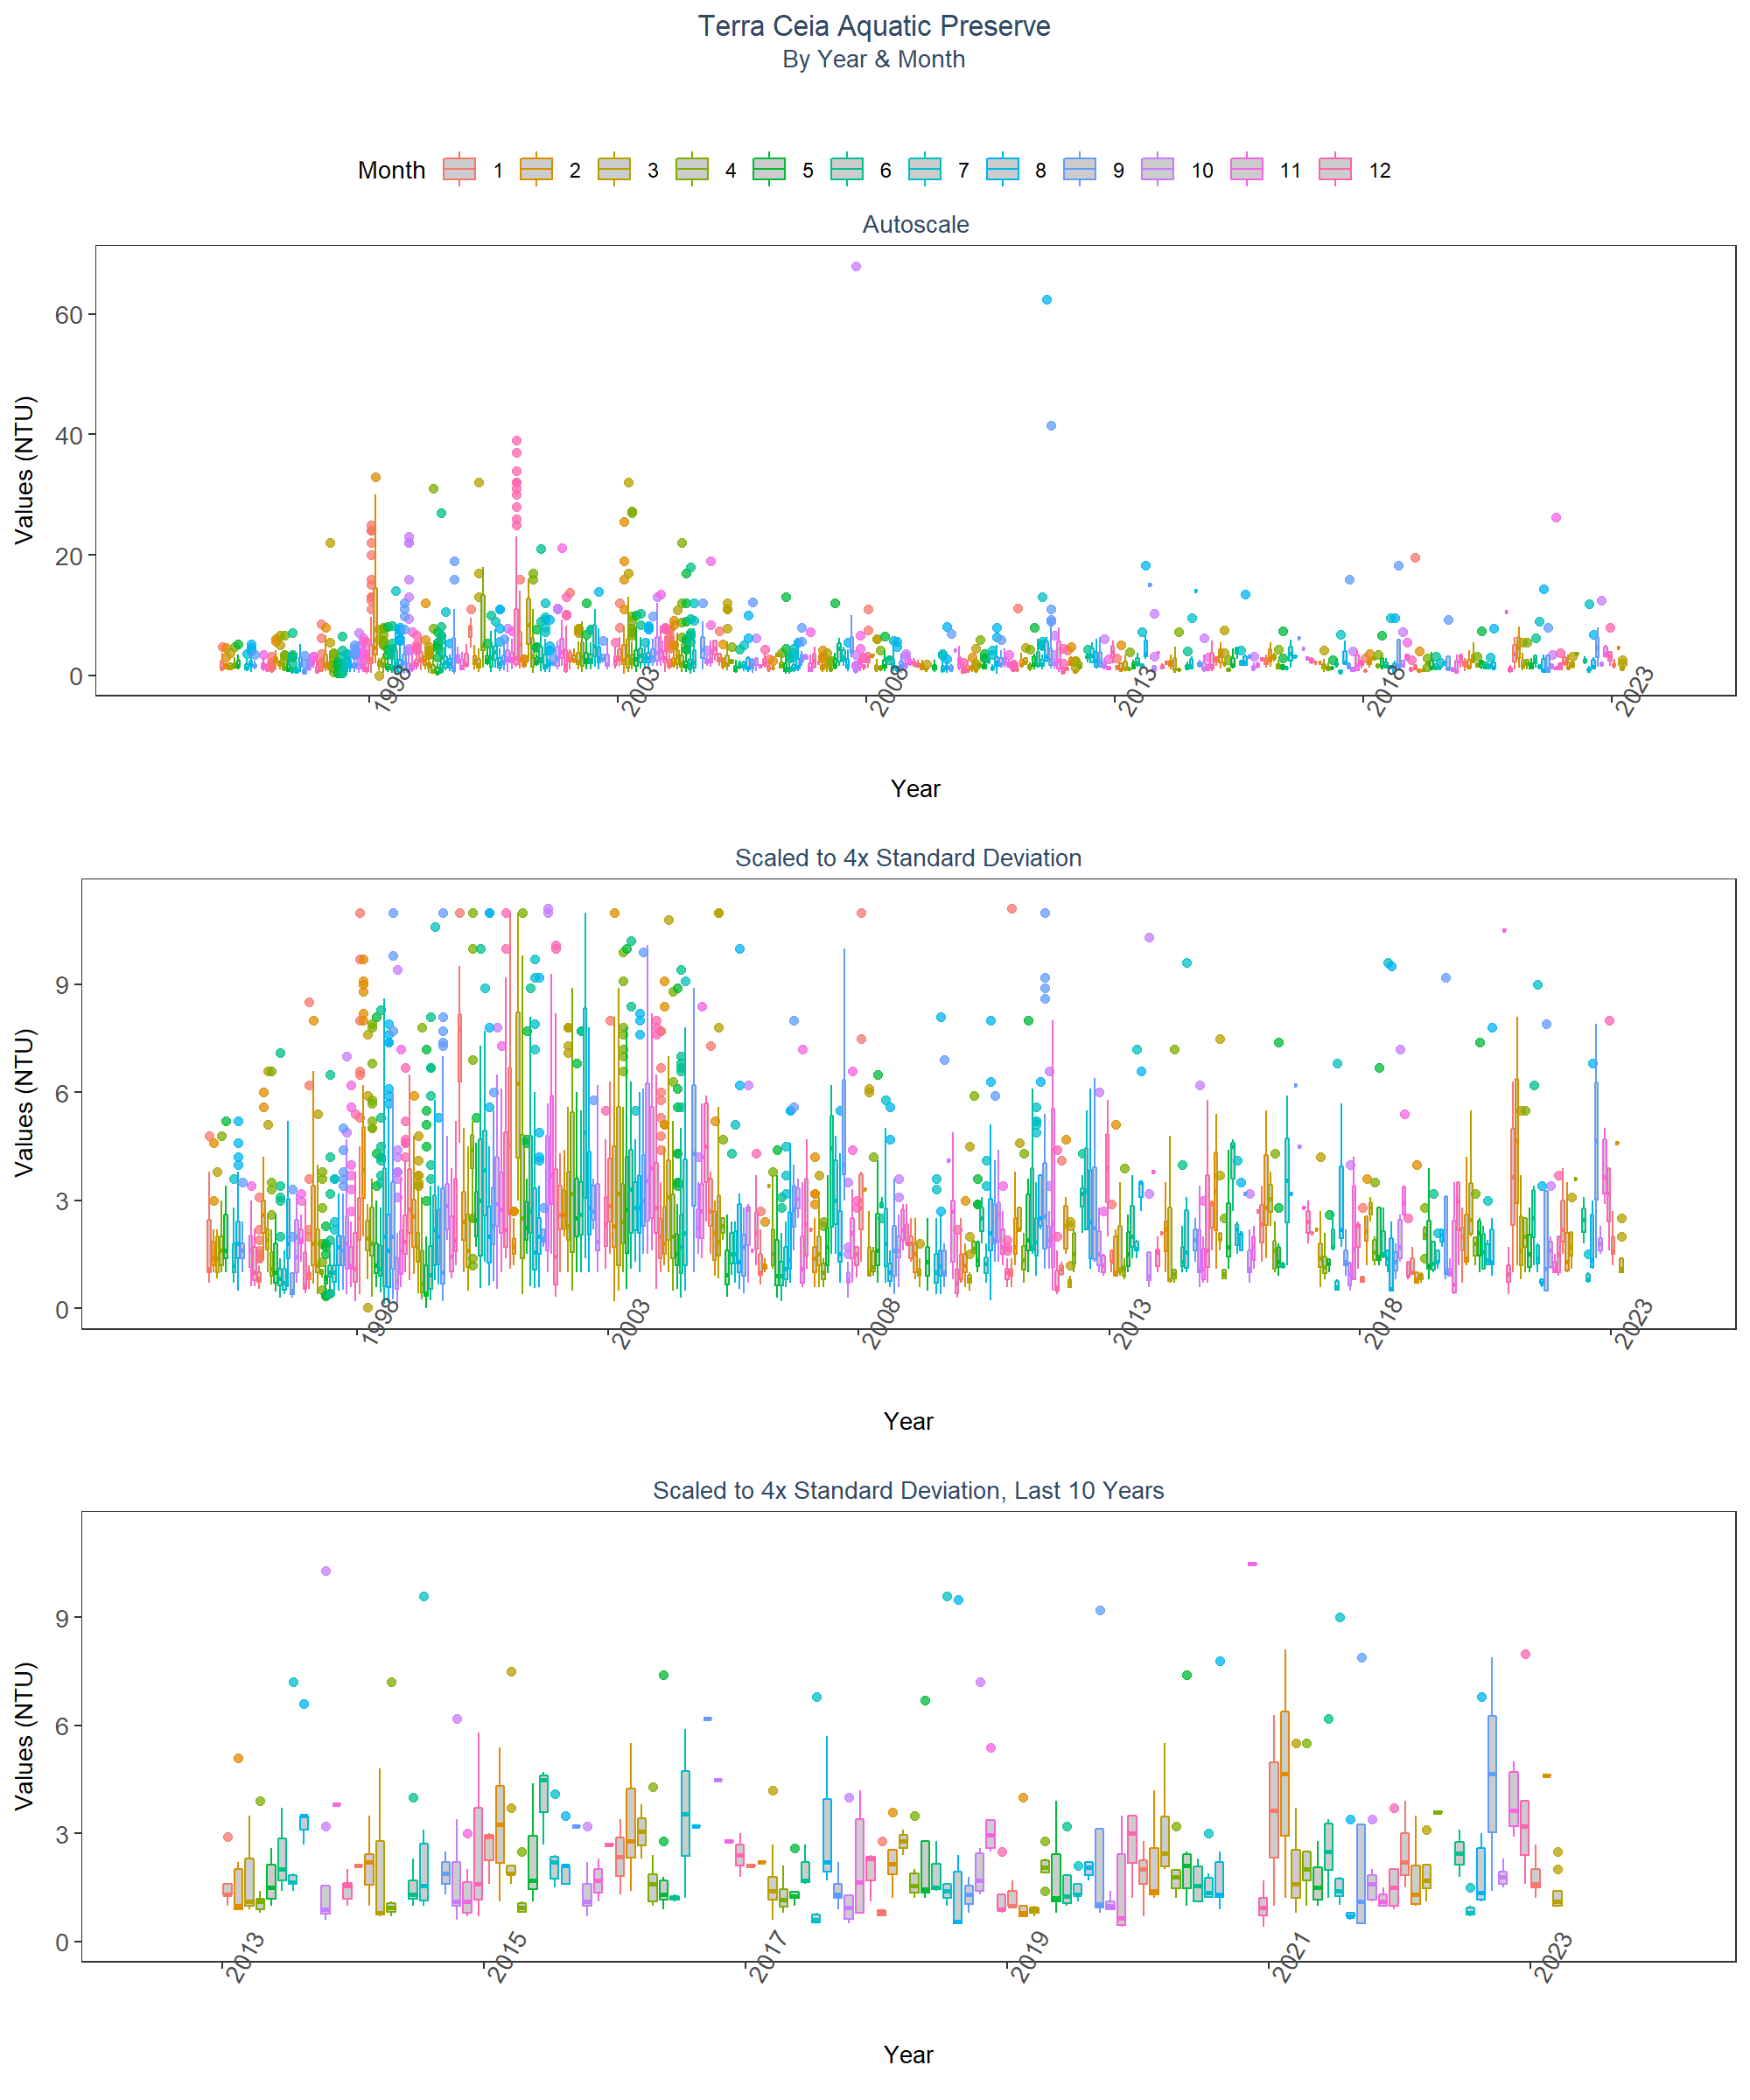 Terra Ceia Aquatic Preserve
By Year & Month
Month 1 2 3 4 5 6 7 8 9 10 11 12
Autoscale
Values (NTU)
60
40
20
0
1998 2003 2008 2013 2018 2023
Year
Scaled to 4x Standard Deviation
Values (NTU)
9
6
3
0
1998 2003 2008 2013 2018 2023
Year
Scaled to 4x Standard Deviation, Last 10 Years
Values (NTU)
9
6
3
0
2013 2015 2017 2019 2021 2023
Year